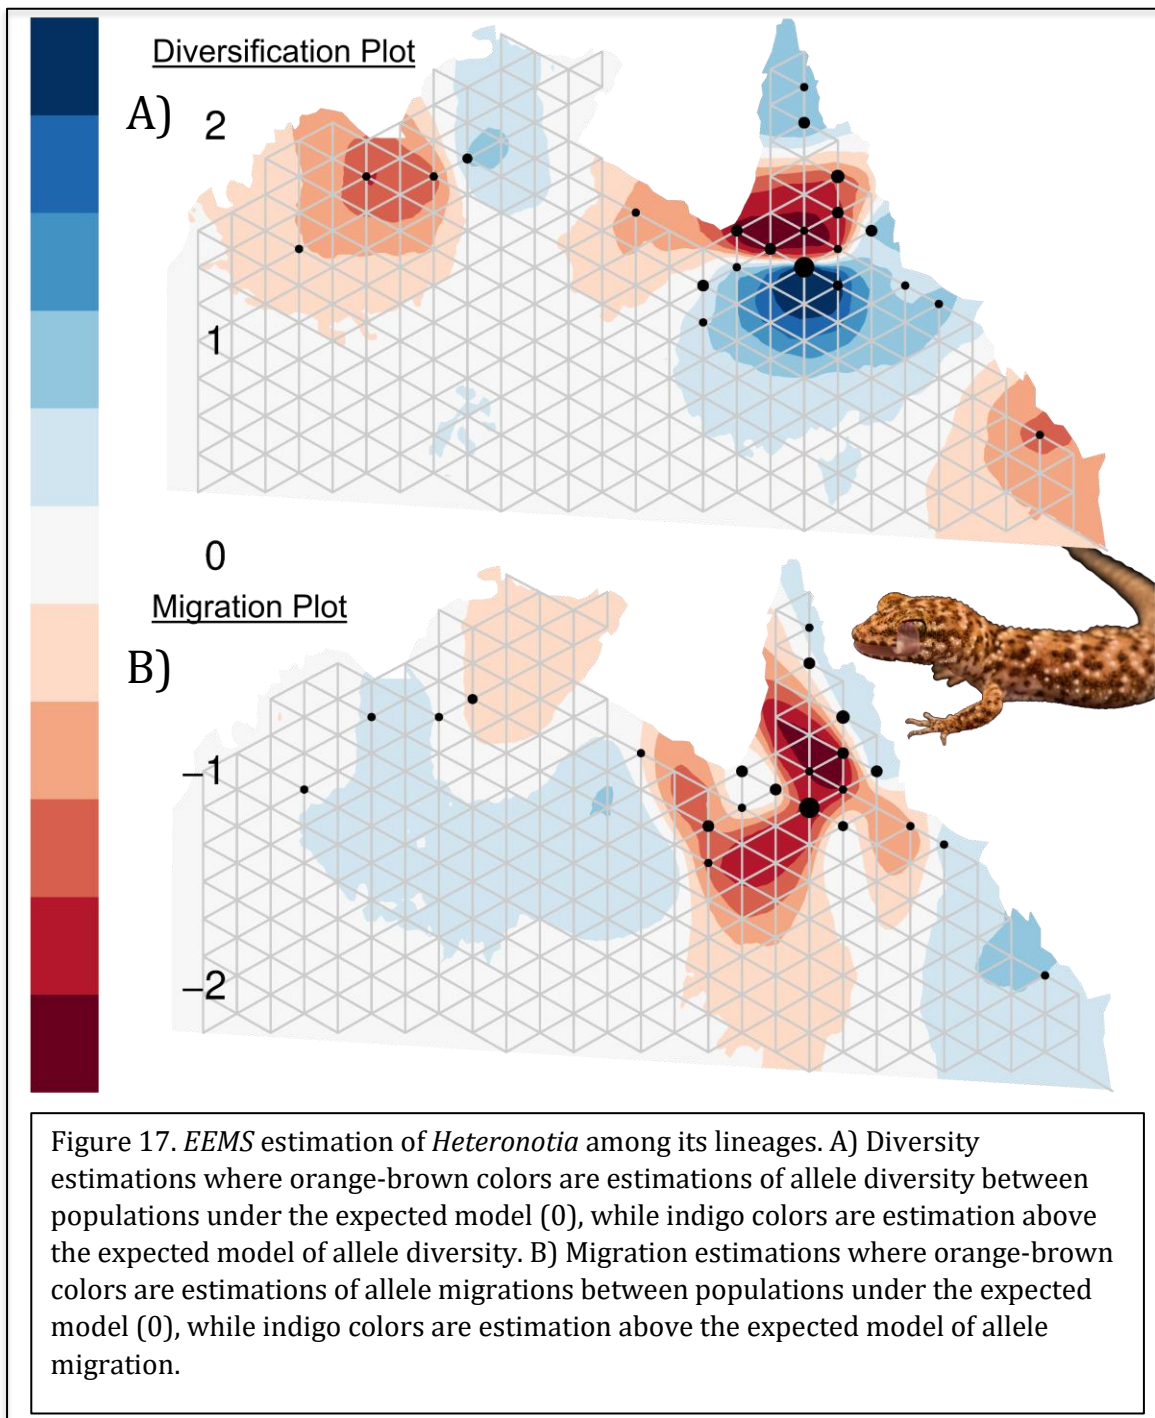 Diversification Plot
A)
2
1
0
Migration Plot
B)
−1
−2
Figure 17. EEMS estimation of Heteronotia among its lineages. A) Diversity
estimations where orange-brown colors are estimations of allele diversity between
populations under the expected model (0), while indigo colors are estimation above
the expected model of allele diversity. B) Migration estimations where orange-brown
colors are estimations of allele migrations between populations under the expected
model (0), while indigo colors are estimation above the expected model of allele
migration.